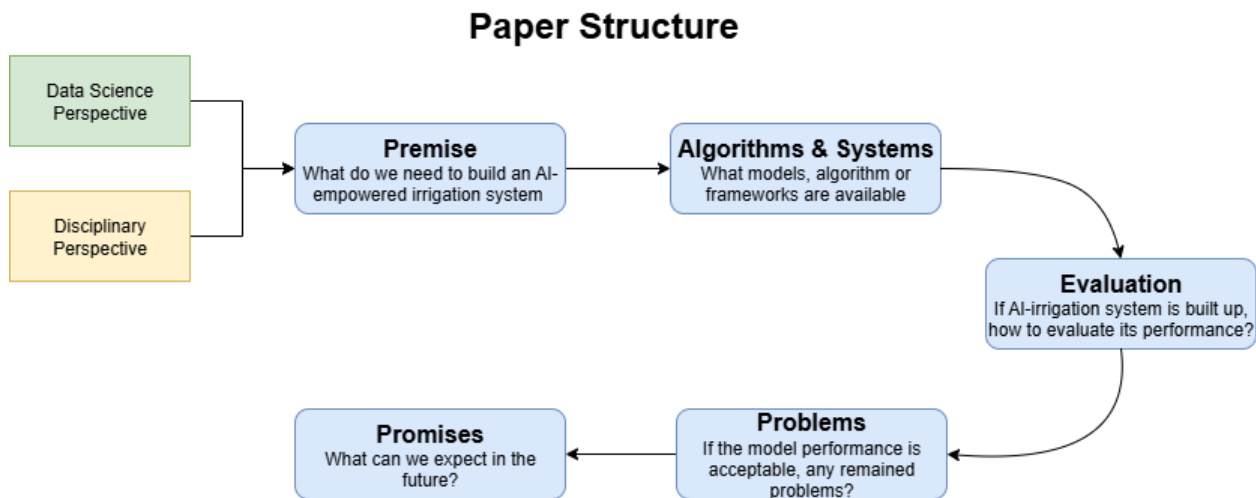 Paper Structure
Data Science
Perspective
Disciplinary
Perspective
Premise
What do we need to build an AI-
empowered irrigation system
Algorithms & Systems
What models, algorithm or
frameworks are available
Evaluation
If AI-irrigation system is built up,
how to evaluate its performance?
Problems
If the model performance is
acceptable, any remained
problems?
Promises
What can we expect in the
future?